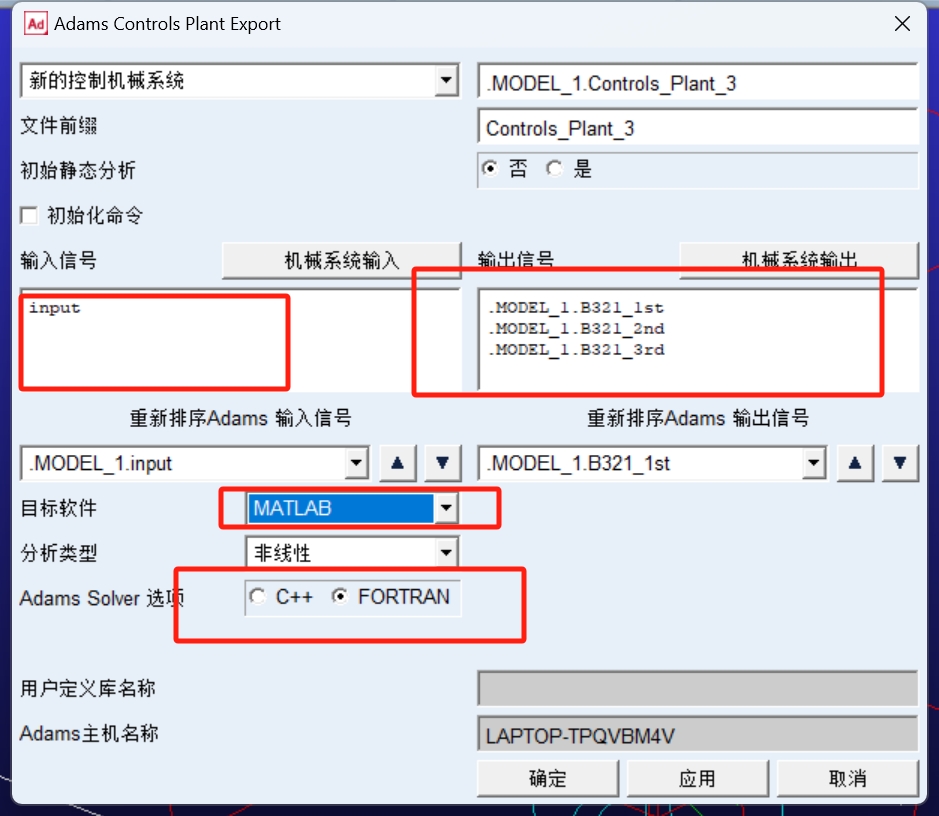 Ad Adams Controls Plant Export
新的控制机械系统 .MODEL_1.Controls_Plant_3
文件前缀 Controls_Plant_3
初始静态分析 否 是
初始化命令
输入信号 机械系统输入 输出信号 机械系统输出
input .MODEL_1.B321_1st
.MODEL_1.B321_2nd
.MODEL_1.B321_3rd
重新排序Adams 输入信号 重新排序Adams 输出信号
.MODEL_1.input .MODEL_1.B321_1st
目标软件 MATLAB
分析类型 非线性
Adams Solver 选项 C++ FORTRAN
用户定义库名称
Adams主机名称 LAPTOP-TPQVBM4V
确定 应用 取消